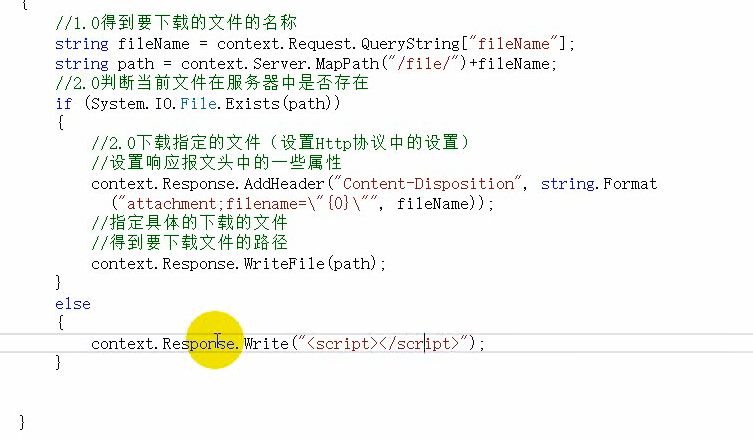 {
//1.0得到要下载的文件的名称
string fileName = context.Request.QueryString["fileName"];
string path = context.Server.MapPath("/file/")+fileName;
//2.0判断当前文件在服务器中是否存在
if (System.IO.File.Exists(path))
{
//2.0下载指定的文件（设置Http协议中的设置）
//设置响应报文头中的一些属性
context.Response.AddHeader("Content-Disposition", string.Format
("attachment;filename=\"{0}\"", fileName));
//指定具体的下载的文件
//得到要下载文件的路径
context.Response.WriteFile(path);
}
else
{
context.Response.Write("<script></script>");
}
}